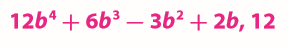 12b⁴ + 6b³ – 3b² + 2b, 12